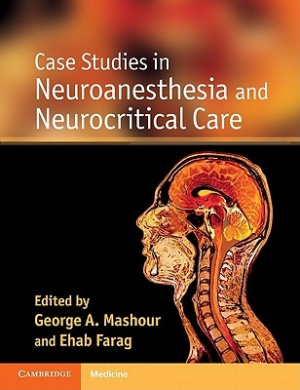 Case Studies in
Neuroanesthesia and
Neurocritical Care
Edited by
George A. Mashour
and Ehab Farag
CAMBRIDGE
Medicine